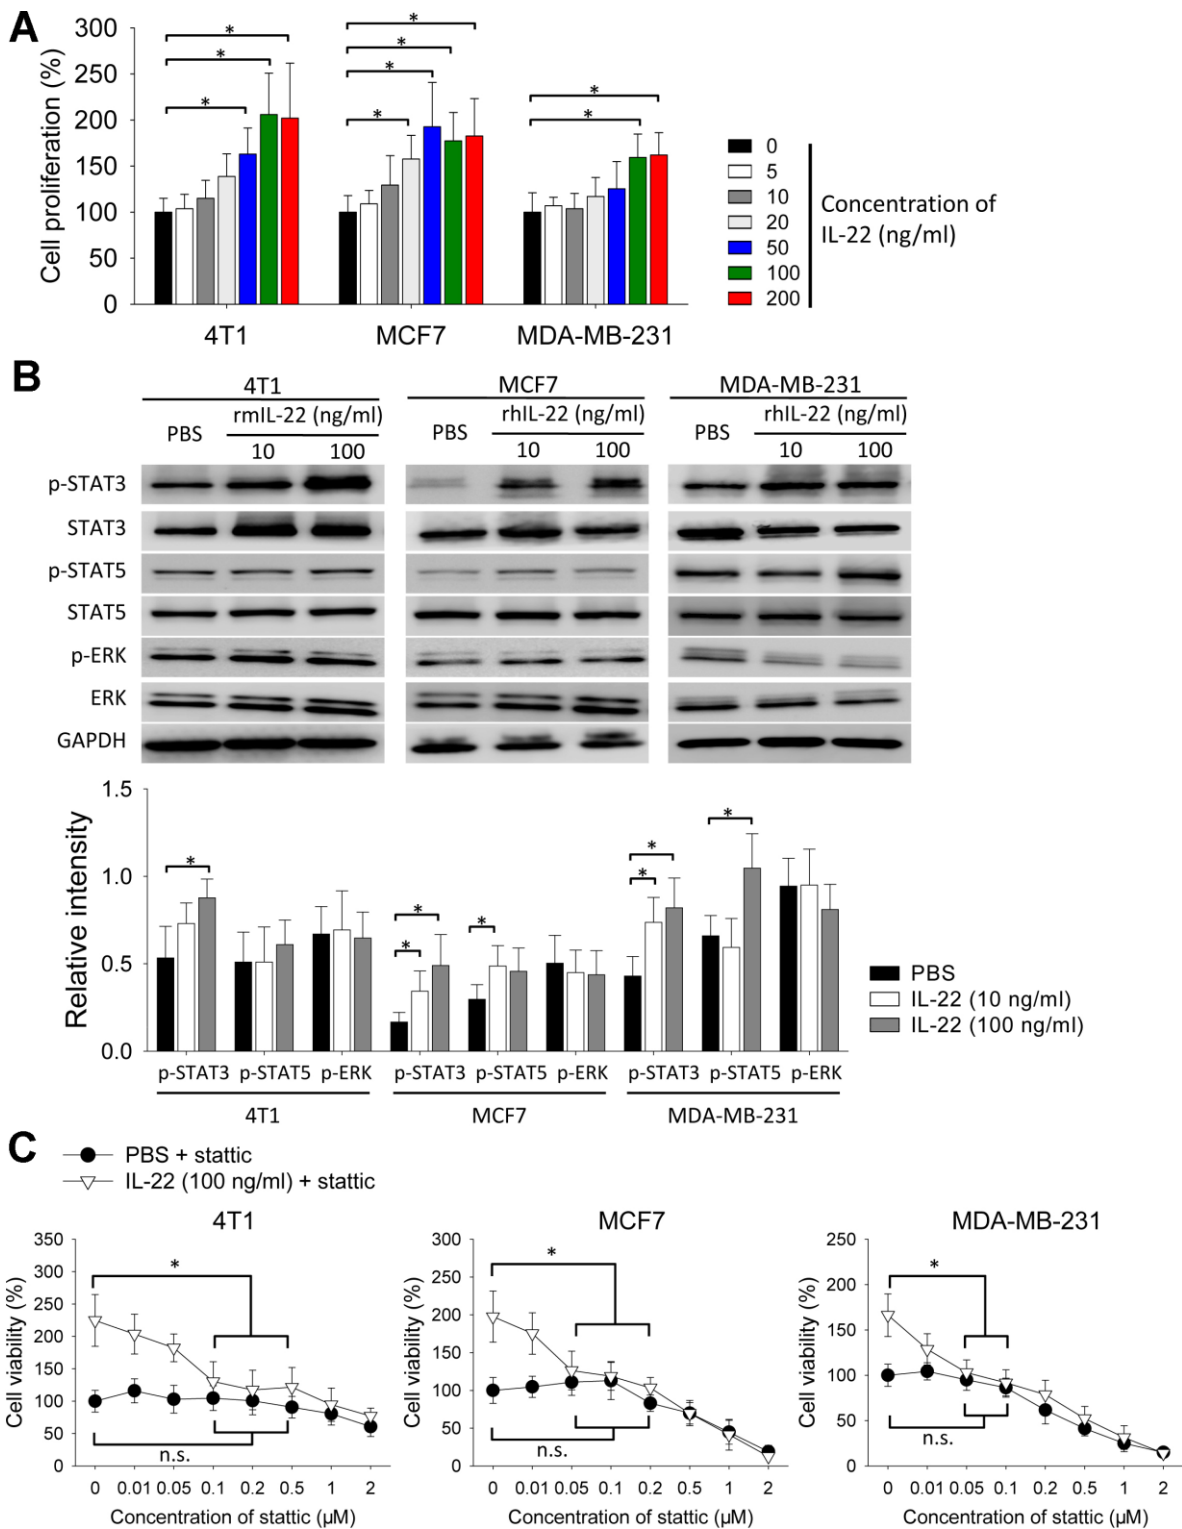 A
Cell proliferation (%)
300
250
200
150
100
50
0
* * * * * * * * *
4T1 MCF7 MDA-MB-231
0
5
10
20
50
100
200
Concentration of
IL-22 (ng/ml)
B
4T1 MCF7 MDA-MB-231
PBS rmIL-22 (ng/ml) PBS rhIL-22 (ng/ml) PBS rhIL-22 (ng/ml)
10 100 10 100 10 100
p-STAT3
STAT3
p-STAT5
STAT5
p-ERK
ERK
GAPDH
Relative intensity
1.5
1.0
0.5
0.0
* * * * * * *
p-STAT3 p-STAT5 p-ERK p-STAT3 p-STAT5 p-ERK p-STAT3 p-STAT5 p-ERK
4T1 MCF7 MDA-MB-231
PBS
IL-22 (10 ng/ml)
IL-22 (100 ng/ml)
C
PBS + stattic
IL-22 (100 ng/ml) + stattic
4T1
Cell viability (%)
350
300
250
200
150
100
50
0
*
n.s.
0 0.01 0.05 0.1 0.2 0.5 1 2
Concentration of stattic (µM)
MCF7
Cell viability (%)
300
250
200
150
100
50
0
*
n.s.
0 0.01 0.05 0.1 0.2 0.5 1 2
Concentration of stattic (µM)
MDA-MB-231
Cell viability (%)
250
200
150
100
50
0
*
n.s.
0 0.01 0.05 0.1 0.2 0.5 1 2
Concentration of stattic (µM)